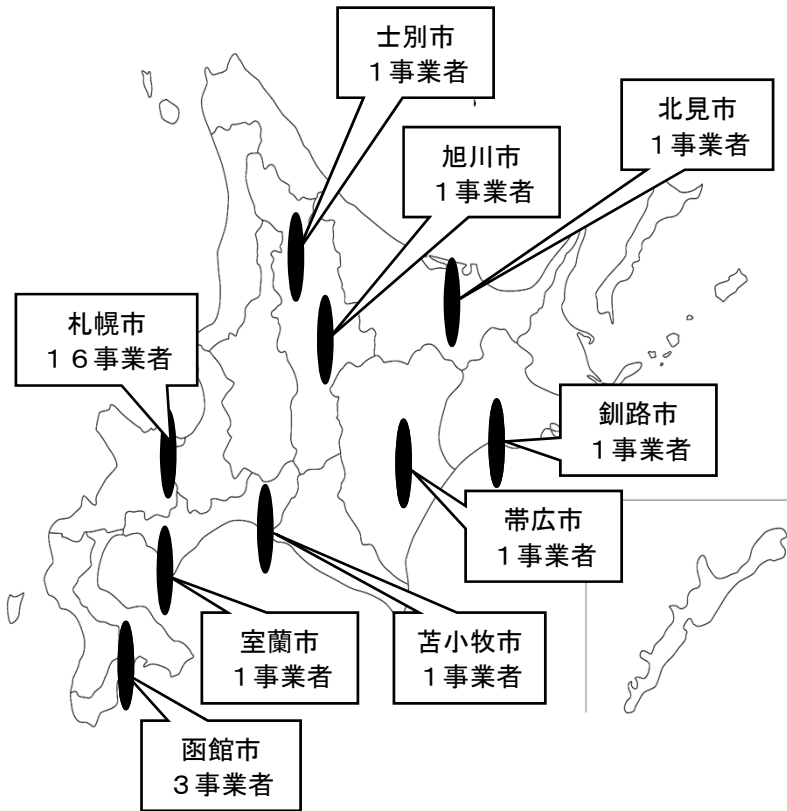 士別市
１事業者
北見市
１事業者
旭川市
１事業者
札幌市
１６事業者
釧路市
１事業者
帯広市
１事業者
室蘭市
１事業者
苫小牧市
１事業者
函館市
３事業者